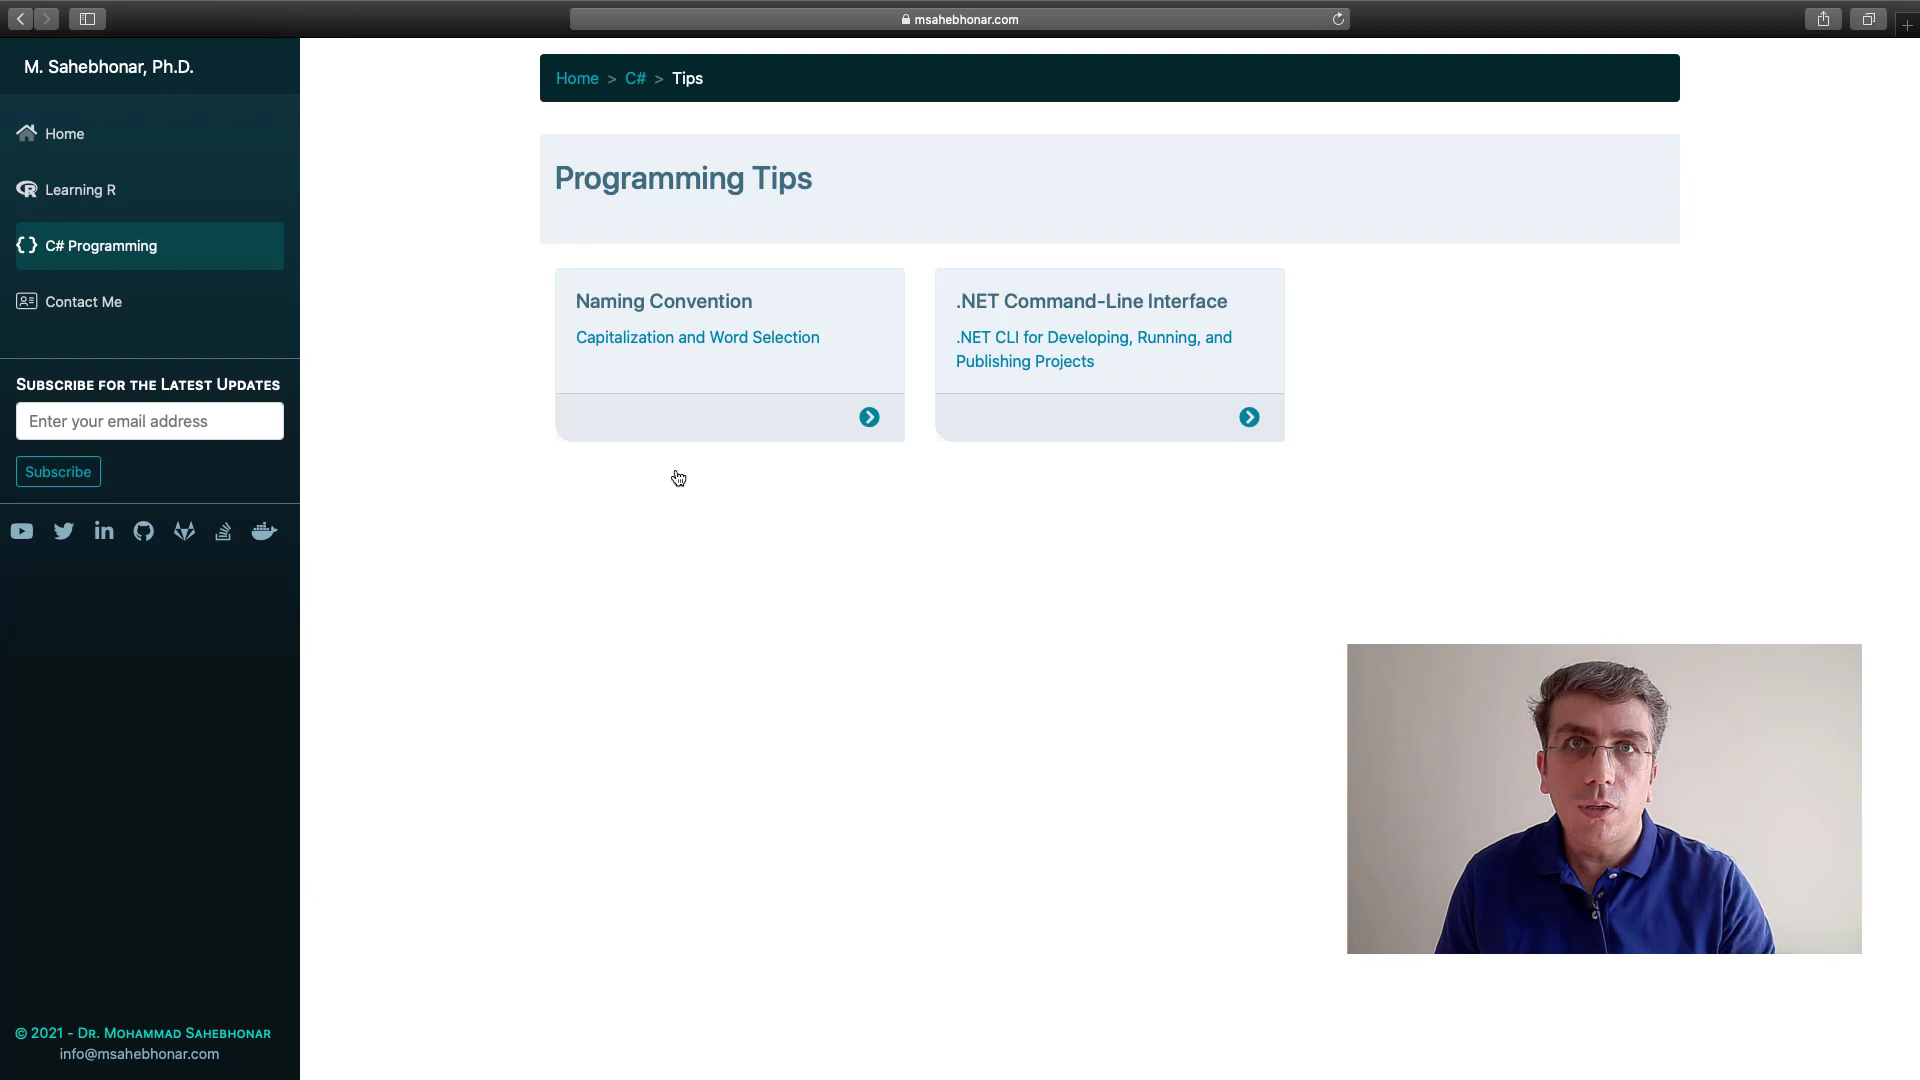 msahebhonar.com
M. Sahebhonar, Ph.D.
Home
Learning R
C# Programming
Contact Me
Subscribe for the Latest Updates
Enter your email address
Subscribe
© 2021 - Dr. Mohammad Sahebhonar
info@msahebhonar.com
Home > C# > Tips
Programming Tips
Naming Convention
Capitalization and Word Selection
.NET Command-Line Interface
.NET CLI for Developing, Running, and
Publishing Projects